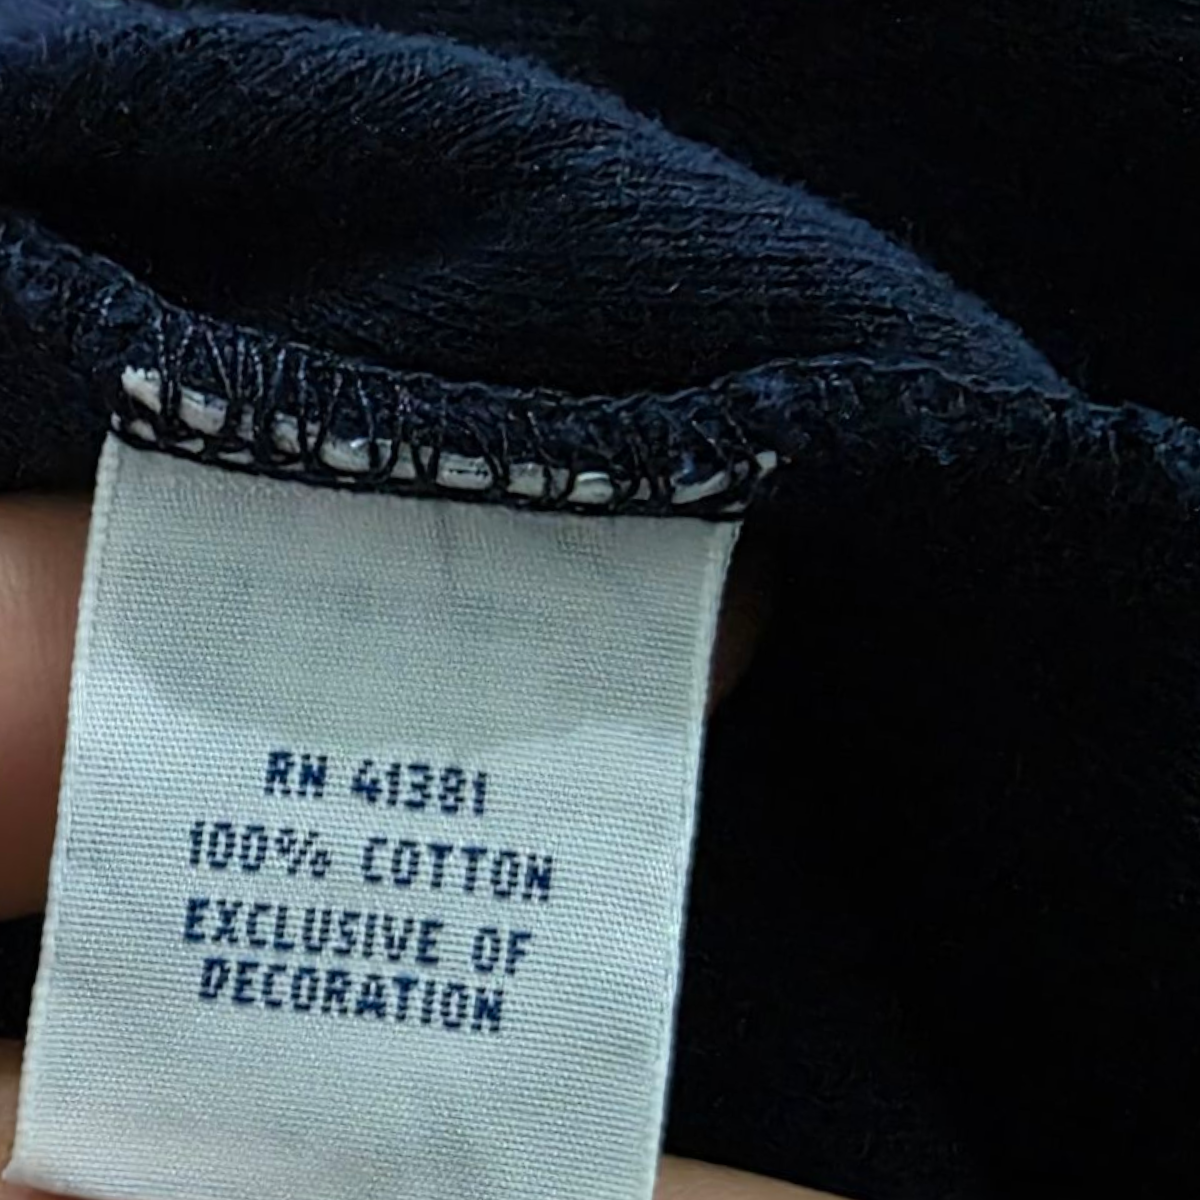 RN 41381
100% COTTON
EXCLUSIVE OF
DECORATION